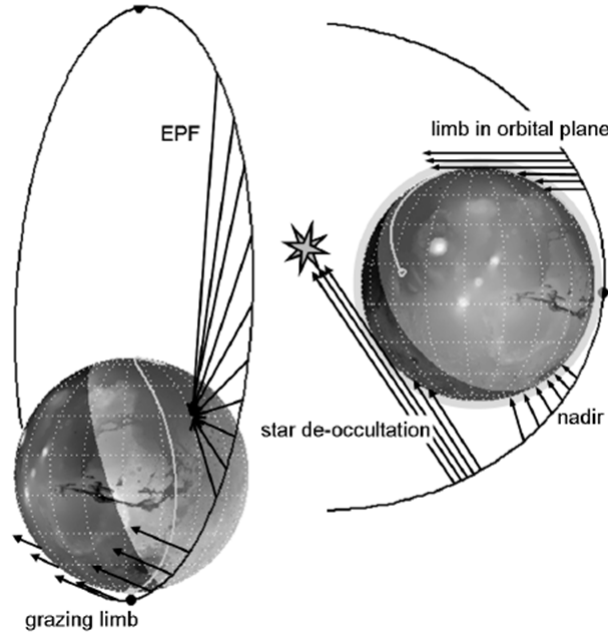 EPF
limb in orbital plane
star de-occultation
nadir
grazing limb